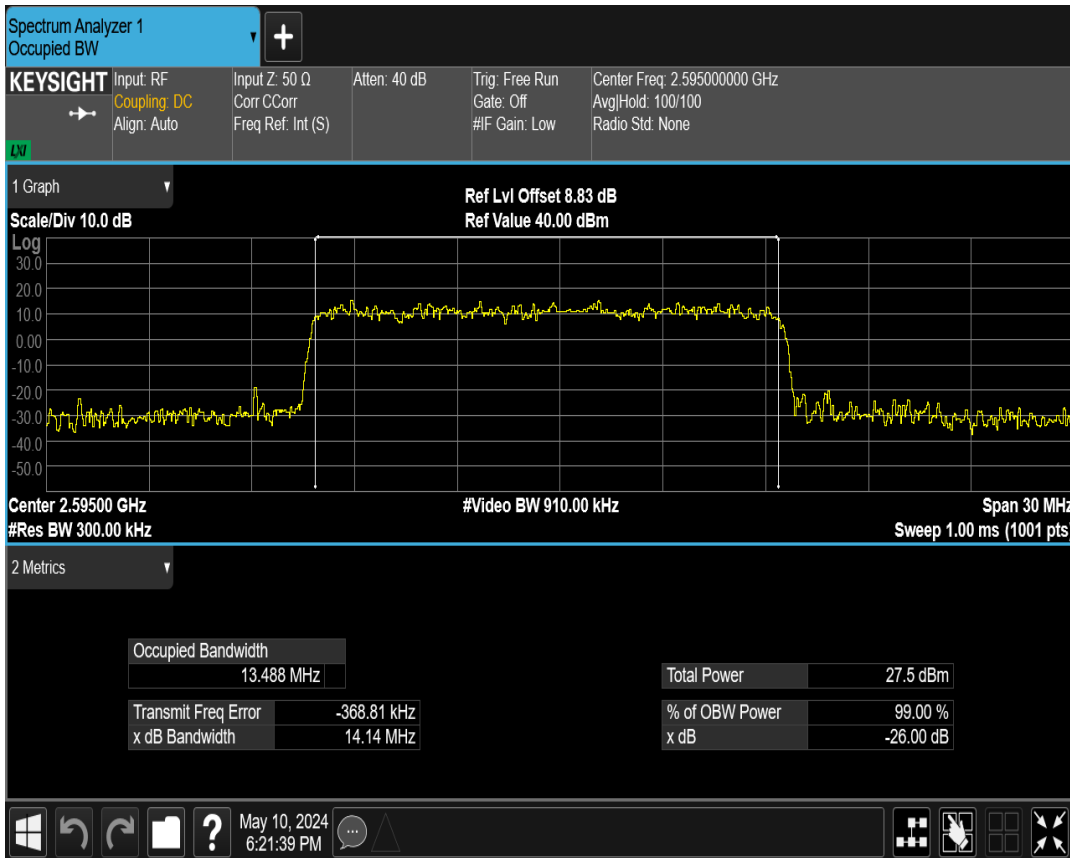 Spectrum Analyzer 1
Occupied BW
+
KEYSIGHT
LXI
Input: RF
Coupling: DC
Align: Auto
Input Z: 50 Ω
Corr CCorr
Freq Ref: Int (S)
Atten: 40 dB
Trig: Free Run
Gate: Off
#IF Gain: Low
Center Freq: 2.595000000 GHz
Avg|Hold: 100/100
Radio Std: None
1 Graph
Scale/Div 10.0 dB
Ref Lvl Offset 8.83 dB
Ref Value 40.00 dBm
Log
30.0
20.0
10.0
0.00
-10.0
-20.0
-30.0
-40.0
-50.0
Center 2.59500 GHz
#Video BW 910.00 kHz
Span 30 MHz
#Res BW 300.00 kHz
Sweep 1.00 ms (1001 pts)
2 Metrics
Occupied Bandwidth
13.488 MHz
Transmit Freq Error -368.81 kHz
x dB Bandwidth 14.14 MHz
Total Power 27.5 dBm
% of OBW Power 99.00 %
x dB -26.00 dB
?
May 10, 2024
6:21:39 PM